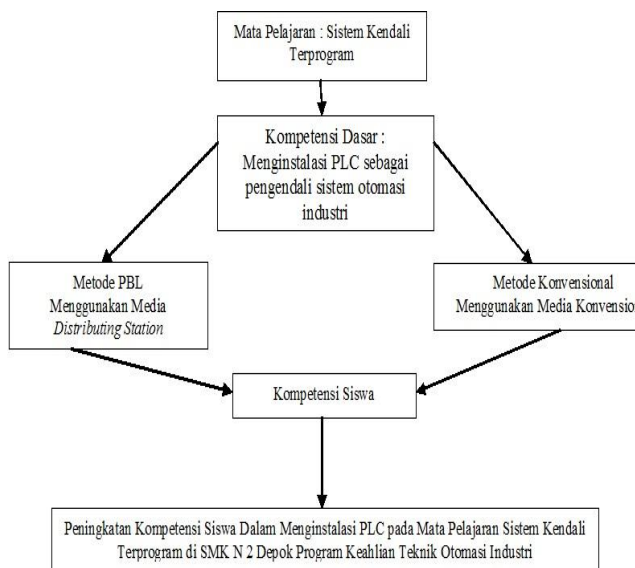 Mata Pelajaran : Sistem Kendali
Terprogram
Kompetensi Dasar :
Menginstalasi PLC sebagai
pengendali sistem otomasi
industri
Metode PBL
Menggunakan Media
Distributing Station
Metode Konvensional
Menggunakan Media Konvension
Kompetensi Siswa
Peningkatan Kompetensi Siswa Dalam Menginstalasi PLC pada Mata Pelajaran Sistem Kendali
Terprogram di SMK N 2 Depok Program Keahlian Teknik Otomasi Industri